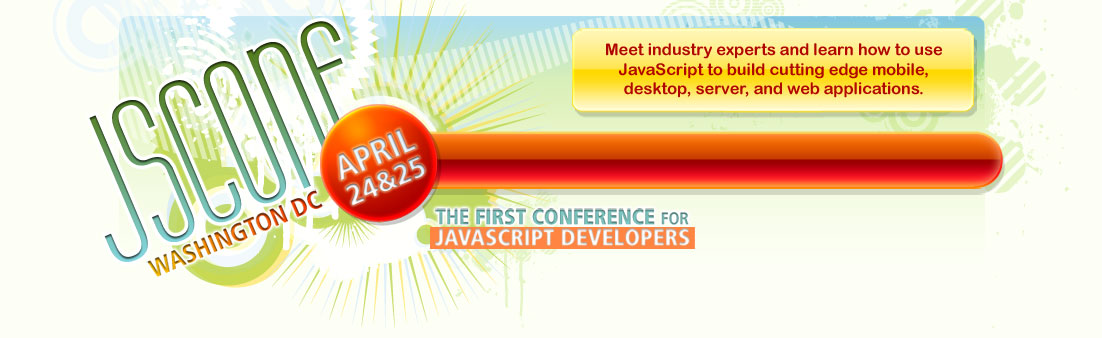 JSCONF
WASHINGTON DC
APRIL
24&25
Meet industry experts and learn how to use
JavaScript to build cutting edge mobile,
desktop, server, and web applications.
THE FIRST CONFERENCE FOR
JAVASCRIPT DEVELOPERS